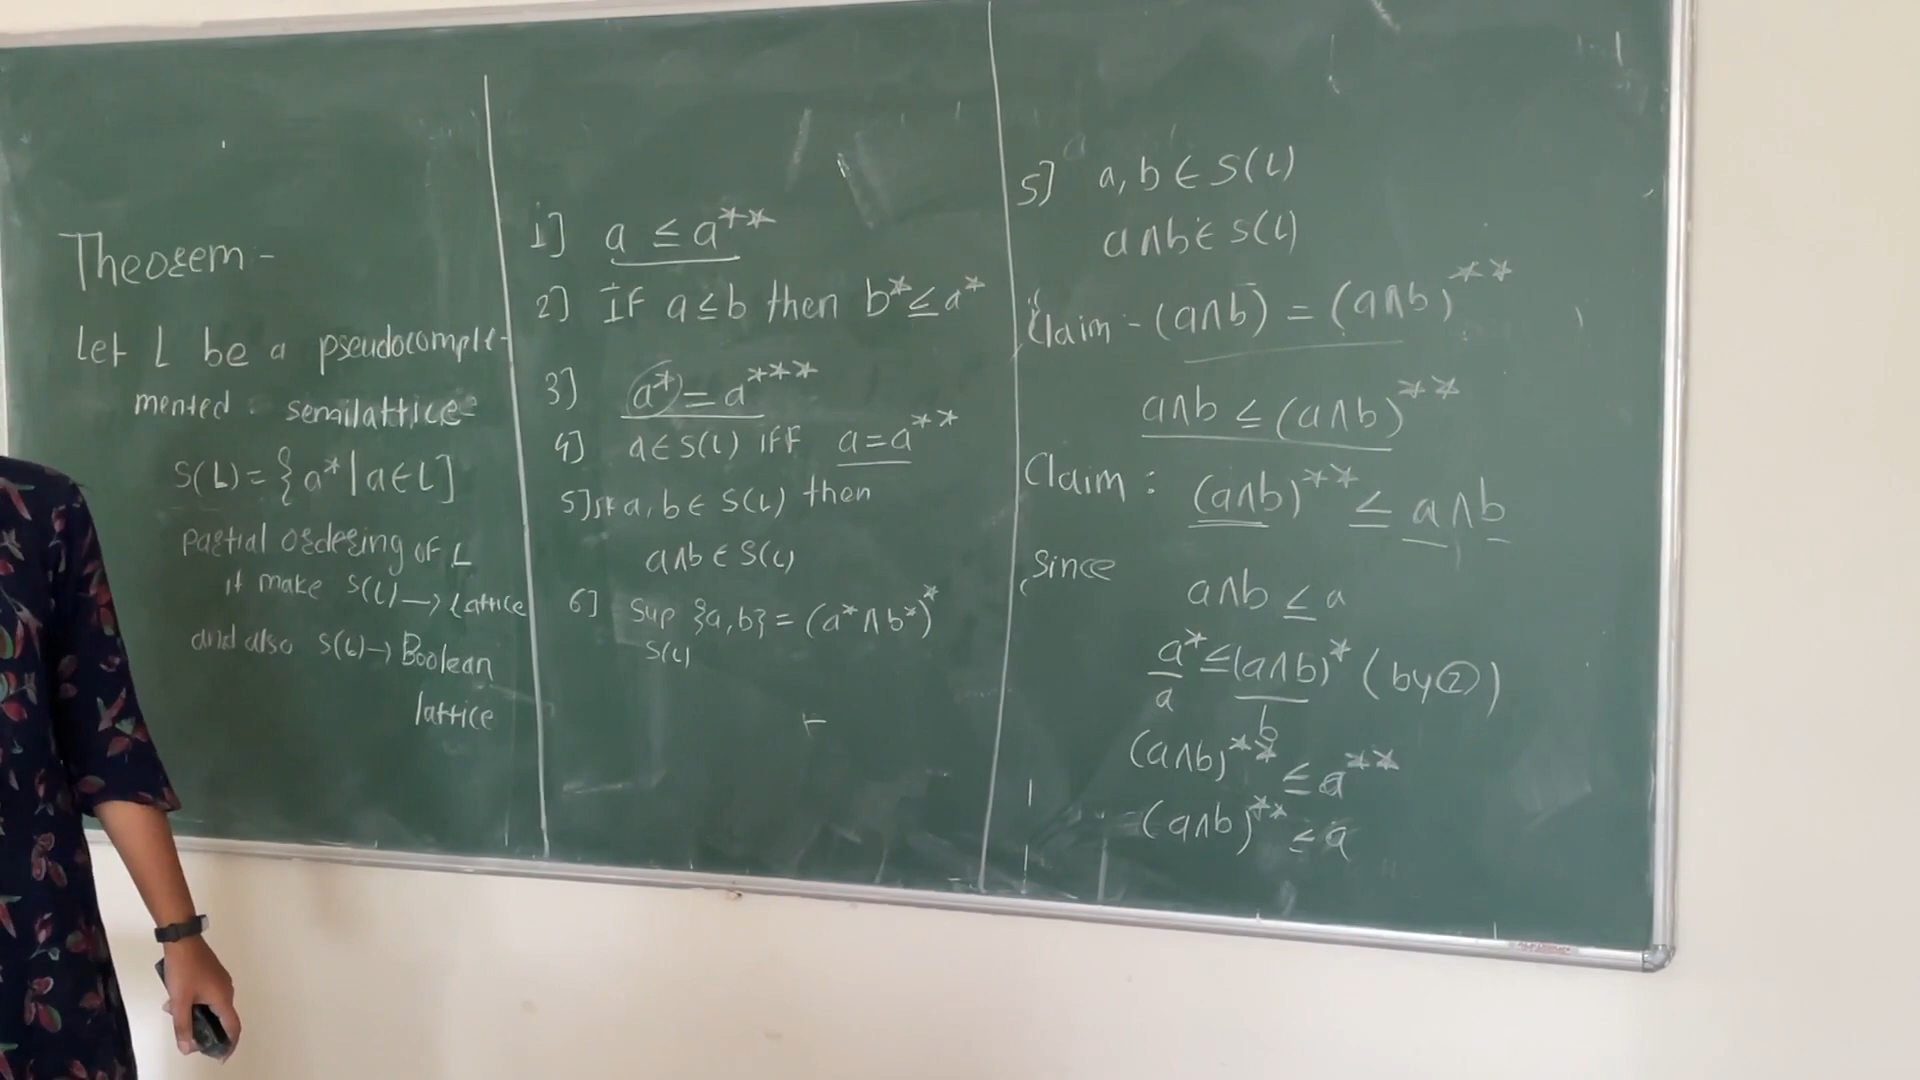 Theorem -
Let L be a pseudocomple-
mented semilattice
S(L) = { a* | a ∈ L ]
partial ordering of L
it make S(L) → lattice
and also S(L) → Boolean
lattice
1] a ≤ a**
2] If a ≤ b then b* ≤ a*
3] a* = a***
4] a ∈ S(L) IFF a = a**
5] If a, b ∈ S(L) then
a∧b ∈ S(L)
6] Sup {a, b} = (a* ∧ b*)*
S(L)
5] a, b ∈ S(L)
a∧b ∈ S(L)
Claim - (a∧b) = (a∧b)**
a∧b ≤ (a∧b)**
Claim : (a∧b)** ≤ a∧b
Since
a∧b ≤ a
a* ≤ (a∧b)* (by ②)
a b
(a∧b)** ≤ a**
(a∧b)** ≤ a